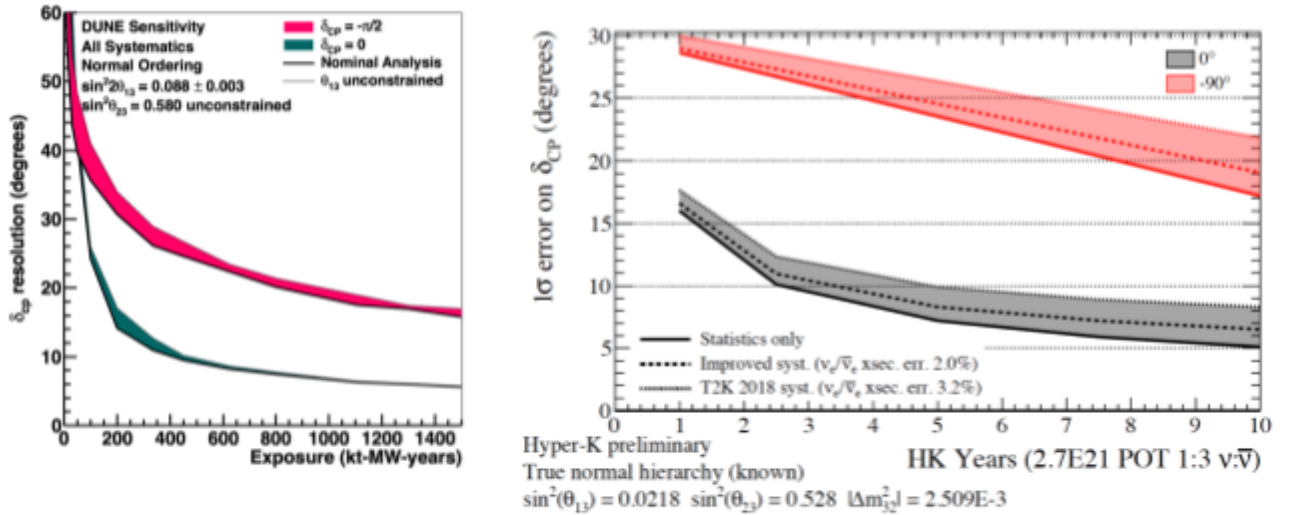 60
50
40
30
20
10
0
δCP resolution (degrees)
DUNE Sensitivity
All Systematics
Normal Ordering
sin²2θ₁₃ = 0.088 ± 0.003
sin²θ₂₃ = 0.580 unconstrained
δCP = -π/2
δCP = 0
Nominal Analysis
θ₁₃ unconstrained
0 200 400 600 800 1000 1200 1400
Exposure (kt-MW-years)
30
25
20
15
10
5
0
1σ error on δCP (degrees)
0°
-90°
Statistics only
Improved syst. (νe/ν̅e xsec. err. 2.0%)
T2K 2018 syst. (νe/ν̅e xsec. err. 3.2%)
0 1 2 3 4 5 6 7 8 9 10
HK Years (2.7E21 POT 1:3 ν:ν̅)
Hyper-K preliminary
True normal hierarchy (known)
sin²(θ₁₃) = 0.0218 sin²(θ₂₃) = 0.528 |Δm²₃₂| = 2.509E-3